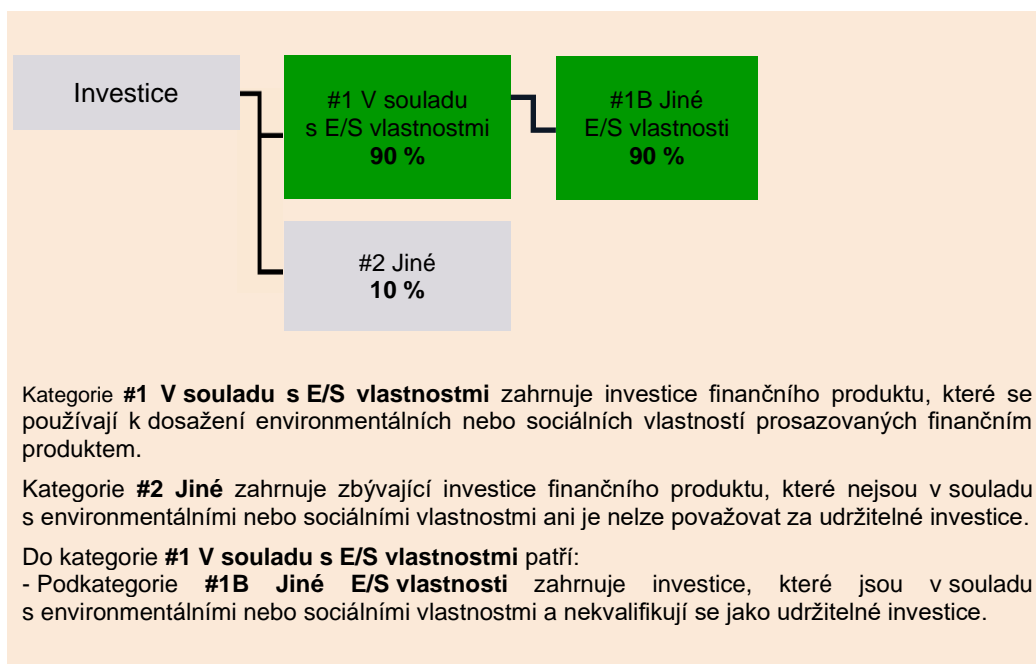 Investice
#1 V souladu
s E/S vlastnostmi
90 %
#1B Jiné
E/S vlastnosti
90 %
#2 Jiné
10 %
Kategorie #1 V souladu s E/S vlastnostmi zahrnuje investice finančního produktu, které se
používají k dosažení environmentálních nebo sociálních vlastností prosazovaných finančním
produktem.
Kategorie #2 Jiné zahrnuje zbývající investice finančního produktu, které nejsou v souladu
s environmentálními nebo sociálními vlastnostmi ani je nelze považovat za udržitelné investice.
Do kategorie #1 V souladu s E/S vlastnostmi patří:
- Podkategorie #1B Jiné E/S vlastnosti zahrnuje investice, které jsou v souladu
s environmentálními nebo sociálními vlastnostmi a nekvalifikují se jako udržitelné investice.